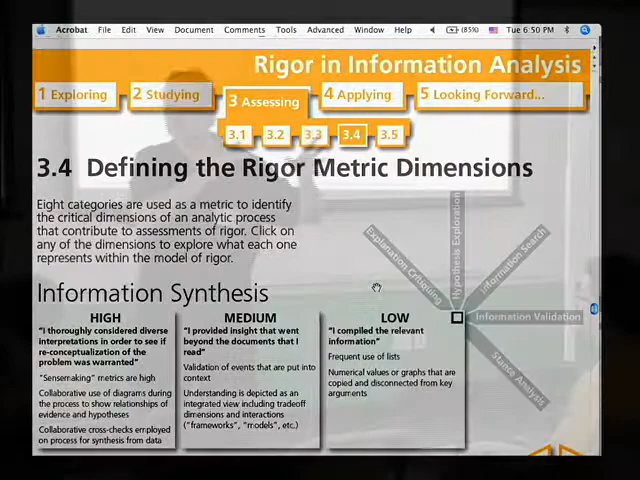 Acrobat File Edit View Document Comments Tools Advanced Window Help (85%) Tue 6:50 PM
Rigor in Information Analysis
1 Exploring 2 Studying 3 Assessing 4 Applying 5 Looking Forward...
3.1 3.2 3.3 3.4 3.5
3.4 Defining the Rigor Metric Dimensions
Eight categories are used as a metric to identify
the critical dimensions of an analytic process
that contribute to assessments of rigor. Click on
any of the dimensions to explore what each one
represents within the model of rigor.
Explanation Critiquing
Hypothesis Exploration
Information Search
Information Validation
Stance Analysis
Information Synthesis
HIGH
"I thoroughly considered diverse
interpretations in order to see if
re-conceptualization of the
problem was warranted"
"Sensemaking" metrics are high
Collaborative use of diagrams during
the process to show relationships of
evidence and hypotheses
Collaborative cross-checks employed
on process for synthesis from data
MEDIUM
"I provided insight that went
beyond the documents that I
read"
Validation of events that are put into
context
Understanding is depicted as an
integrated view including tradeoff
dimensions and interactions
("frameworks", "models", etc.)
LOW
"I compiled the relevant
information"
Frequent use of lists
Numerical values or graphs that are
copied and disconnected from key
arguments